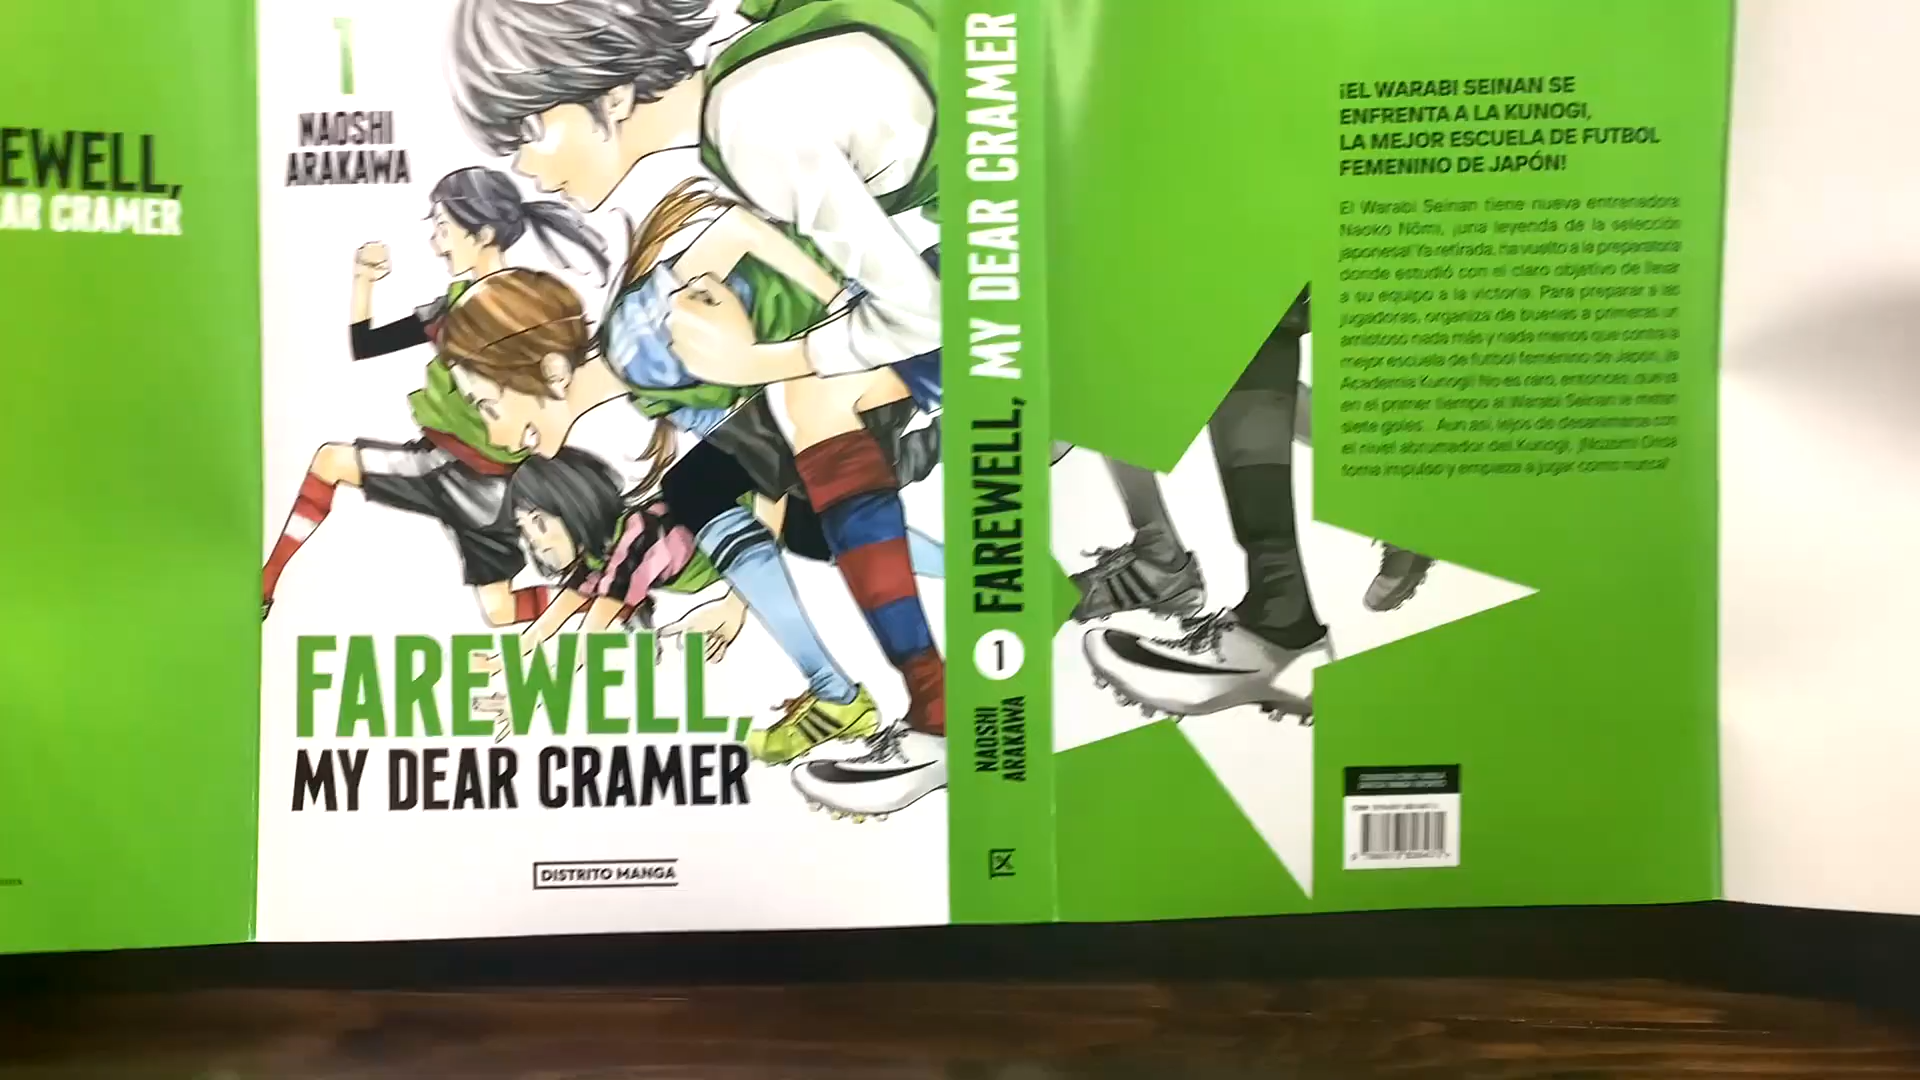 EWELL,
AR CRAMER
1
NAOSHI
ARAKAWA
FAREWELL,
MY DEAR CRAMER
DISTRITO MANGA
FAREWELL, MY DEAR CRAMER
1
NAOSHI
ARAKAWA
¡EL WARABI SEINAN SE
ENFRENTA A LA KUNOGI,
LA MEJOR ESCUELA DE FUTBOL
FEMENINO DE JAPÓN!
El Warabi Seinan tiene nueva entrenadora
Naoko Nōmi, ¡una leyenda de la selección
japonesa! Ya retirada, ha vuelto a la preparatoria
donde estudió con el claro objetivo de llevar
a su equipo a la victoria. Para preparar a las
jugadoras, organiza de buenas a primeras un
amistoso nada más y nada menos que contra la
mejor escuela de futbol femenino de Japón, la
Academia Kunogi! No es raro, entonces, que ya
en el primer tiempo al Warabi Seinan le metan
siete goles... Aun así, lejos de desanimarse con
el nivel abrumador del Kunogi, ¡Nozomi Onda
toma impulso y empieza a jugar como nunca!